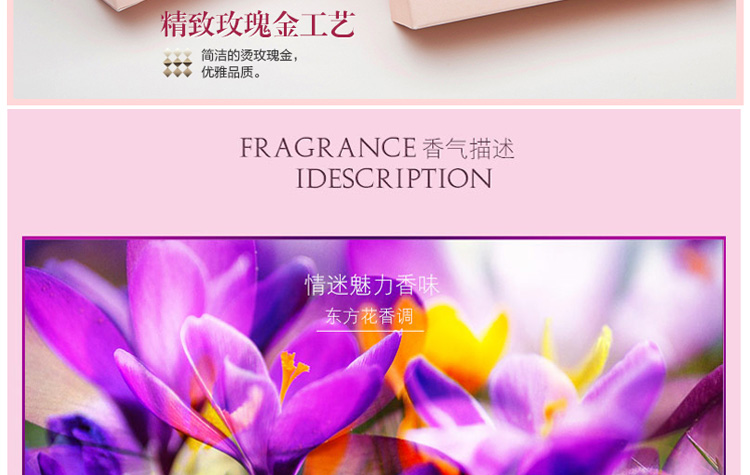 精致玫瑰金工艺
简洁的烫玫瑰金，
优雅品质。
FRAGRANCE 香气描述
IDESCRIPTION
情迷魅力香味
东方花香调